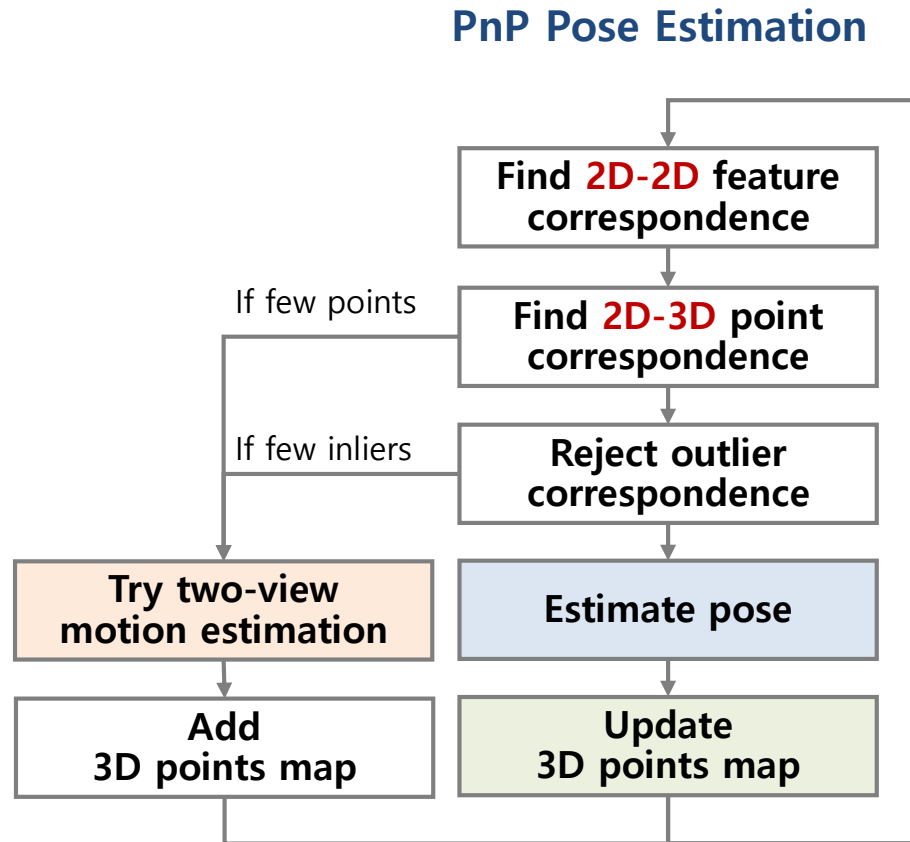 PnP Pose Estimation
Find 2D-2D feature
correspondence
If few points
Find 2D-3D point
correspondence
If few inliers
Reject outlier
correspondence
Try two-view
motion estimation
Estimate pose
Add
3D points map
Update
3D points map